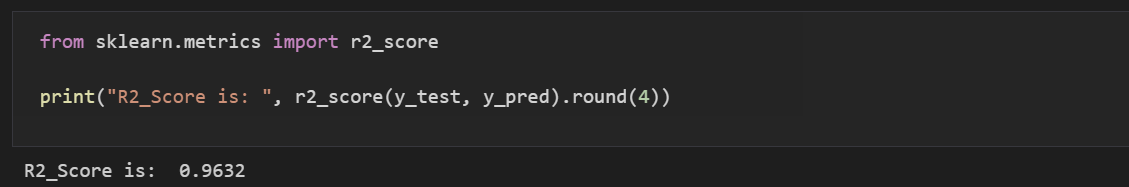 from sklearn.metrics import r2_score
print("R2_Score is: ", r2_score(y_test, y_pred).round(4))
R2_Score is:  0.9632